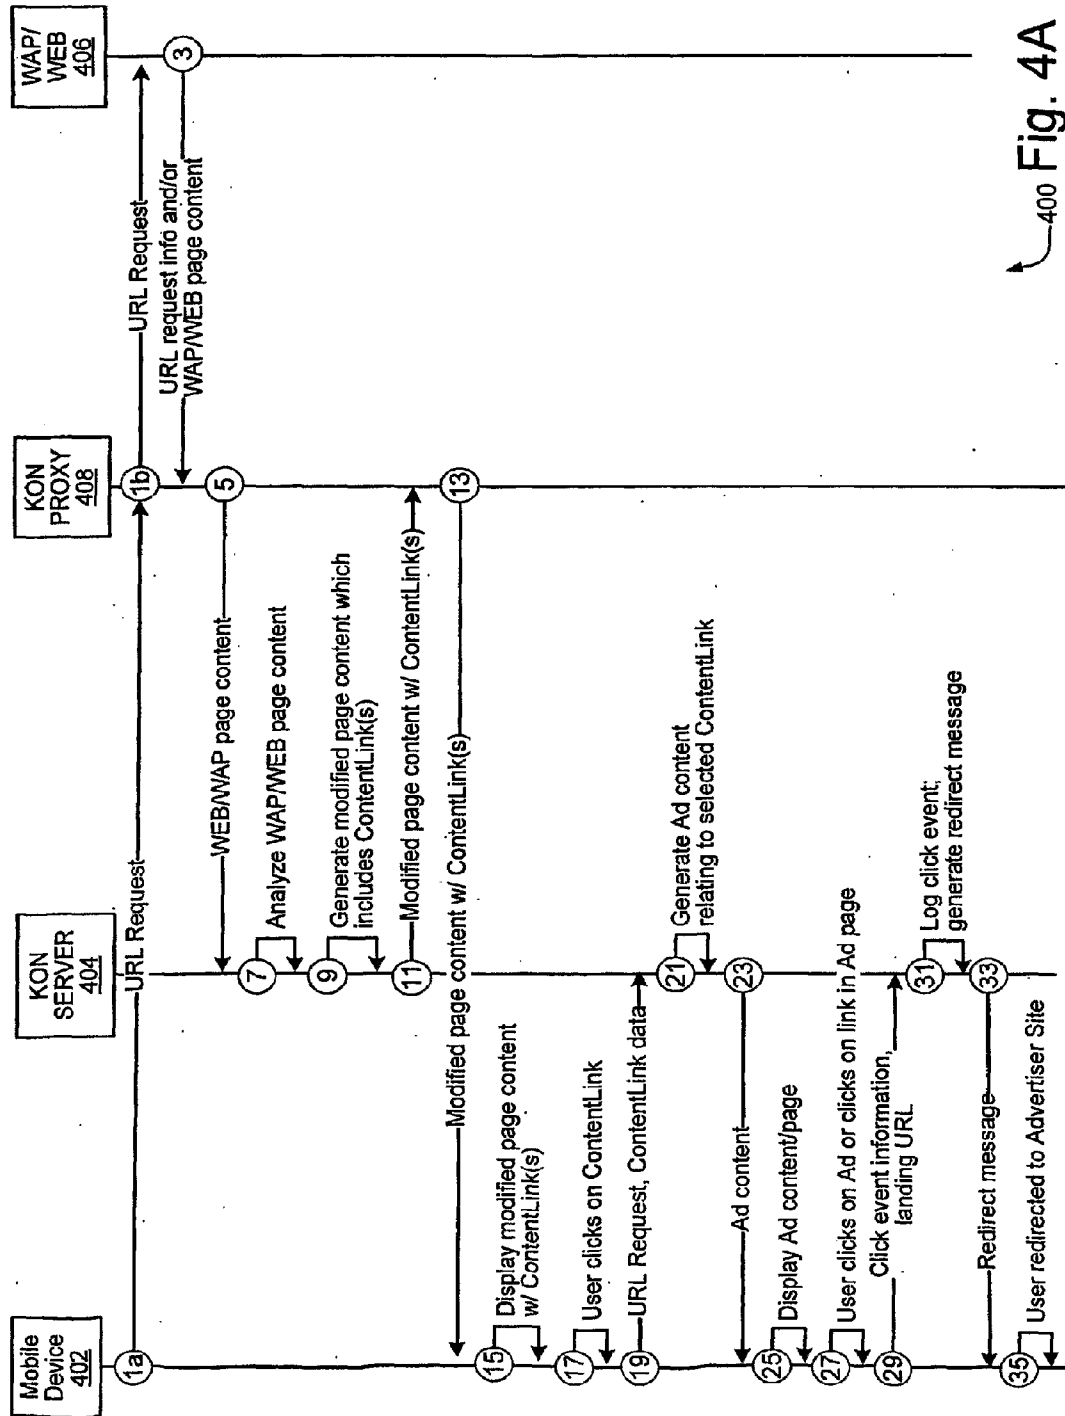 Mobile
Device
402
KON
SERVER
404
KON
PROXY
408
WAP/
WEB
406
1a
URL Request
1b
URL Request
3
URL request info and/or
WAP/WEB page content
5
WEB/WAP page content
7
Analyze WAP/WEB page content
9
Generate modified page content which
includes ContentLink(s)
11
Modified page content w/ ContentLink(s)
13
Modified page content w/ ContentLink(s)
15
Display modified page content
w/ ContentLink(s)
17
User clicks on ContentLink
19
URL Request, ContentLink data
21
Generate Ad content
relating to selected ContentLink
23
Ad content
25
Display Ad content/page
27
User clicks on Ad or clicks on link in Ad page
29
Click event information,
landing URL
31
Log click event;
generate redirect message
33
Redirect message
35
User redirected to Advertiser Site
400
Fig. 4A